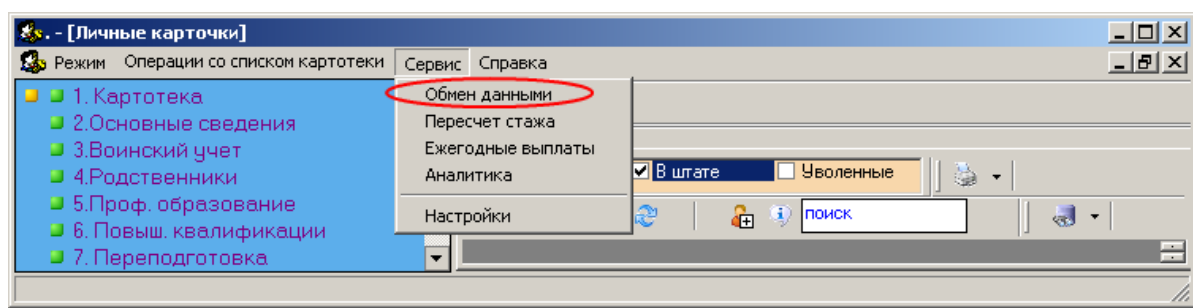 . - [Личные карточки]
Режим Операции со списком картотеки Сервис Справка
1. Картотека
2.Основные сведения
3.Воинский учет
4.Родственники
5.Проф. образование
6. Повыш. квалификации
7. Переподготовка
Обмен данными
Пересчет стажа
Ежегодные выплаты
Аналитика
Настройки
В штате Уволенные
поиск